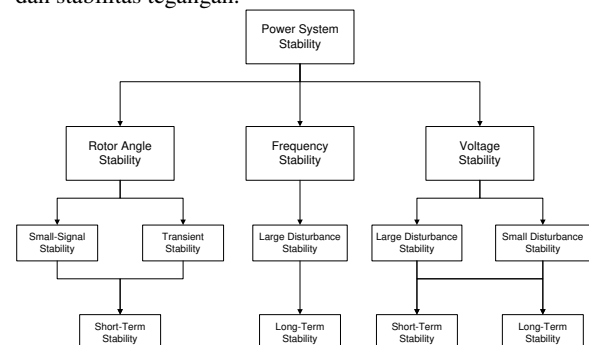 dan stabilitas tegangan.
Power System
Stability
Rotor Angle
Stability
Frequency
Stability
Voltage
Stability
Small-Signal
Stability
Transient
Stability
Large Disturbance
Stability
Large Disturbance
Stability
Small Disturbance
Stability
Short-Term
Stability
Long-Term
Stability
Short-Term
Stability
Long-Term
Stability